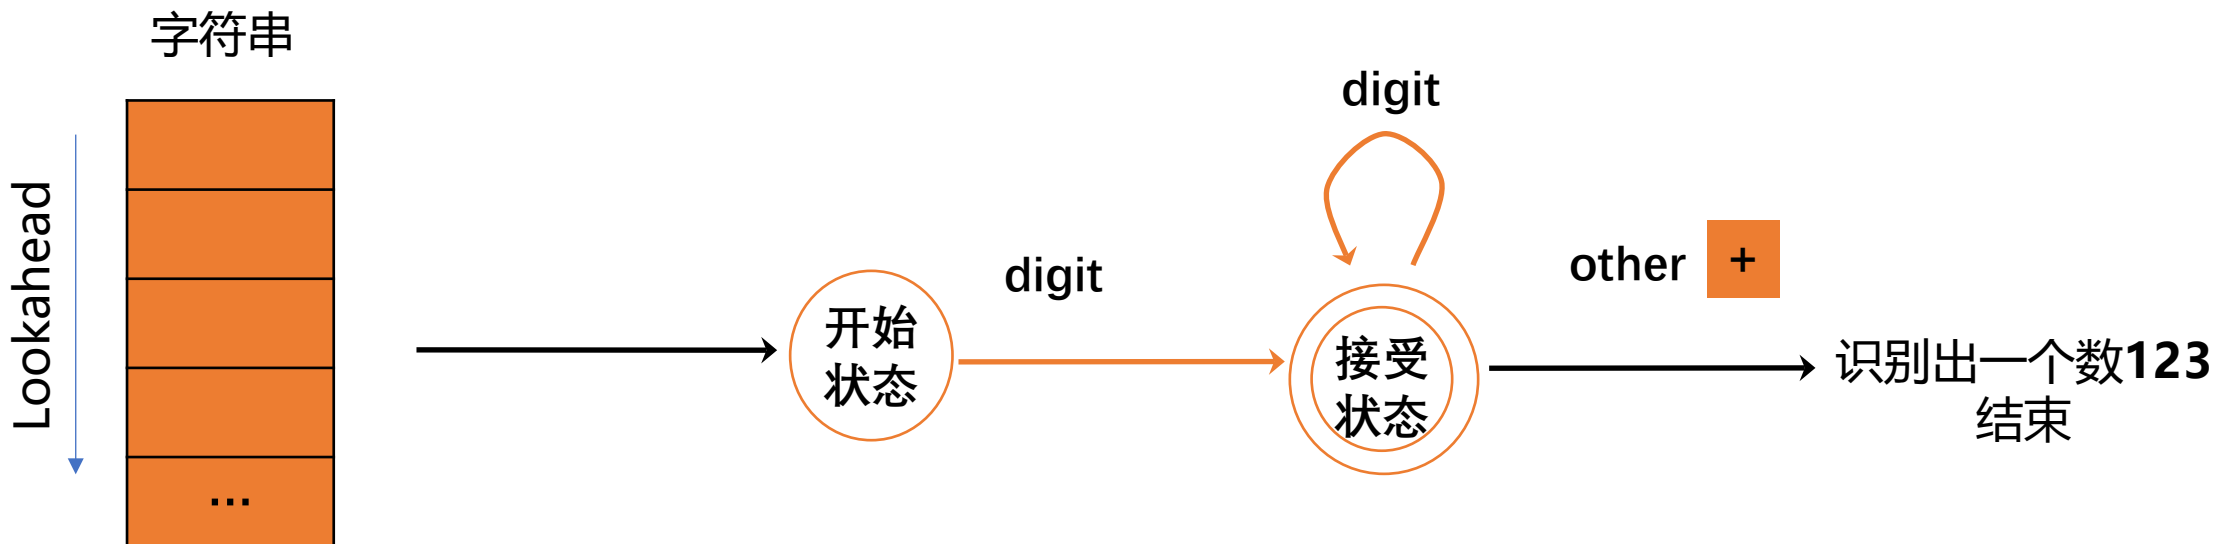 字符串
Lookahead
...
开始
状态
digit
digit
接受
状态
other +
识别出一个数123
结束